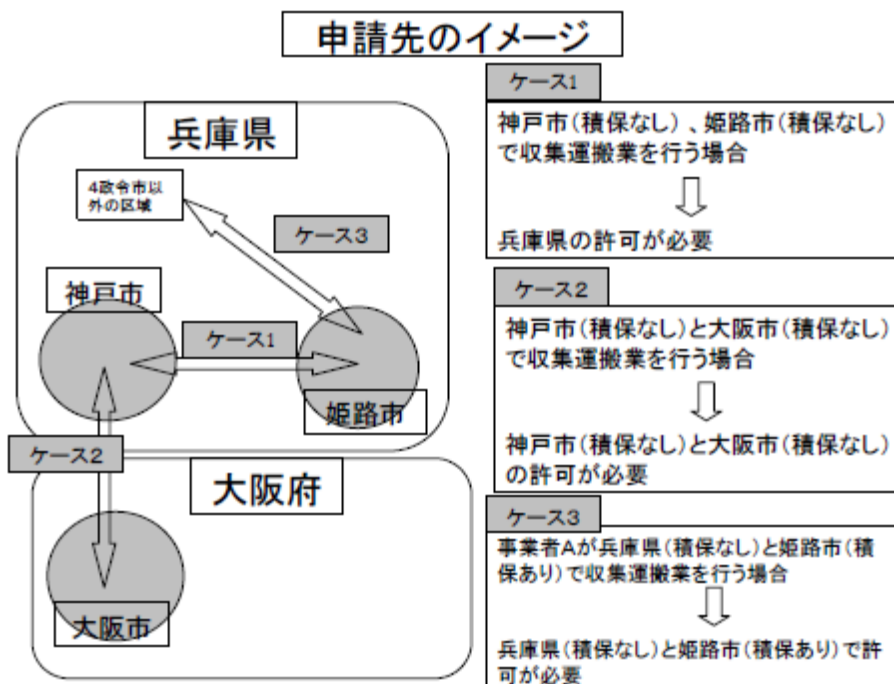 申請先のイメージ
兵庫県
4政令市以
外の区域
ケース3
神戸市
ケース1
姫路市
ケース2
大阪府
大阪市
ケース1
神戸市(積保なし)、姫路市(積保なし)
で収集運搬業を行う場合
兵庫県の許可が必要
ケース2
神戸市(積保なし)と大阪市(積保なし)
で収集運搬業を行う場合
神戸市(積保なし)と大阪市(積保なし)
の許可が必要
ケース3
事業者Aが兵庫県(積保なし)と姫路市(積
保あり)で収集運搬業を行う場合
兵庫県(積保なし)と姫路市(積保あり)で許
可が必要